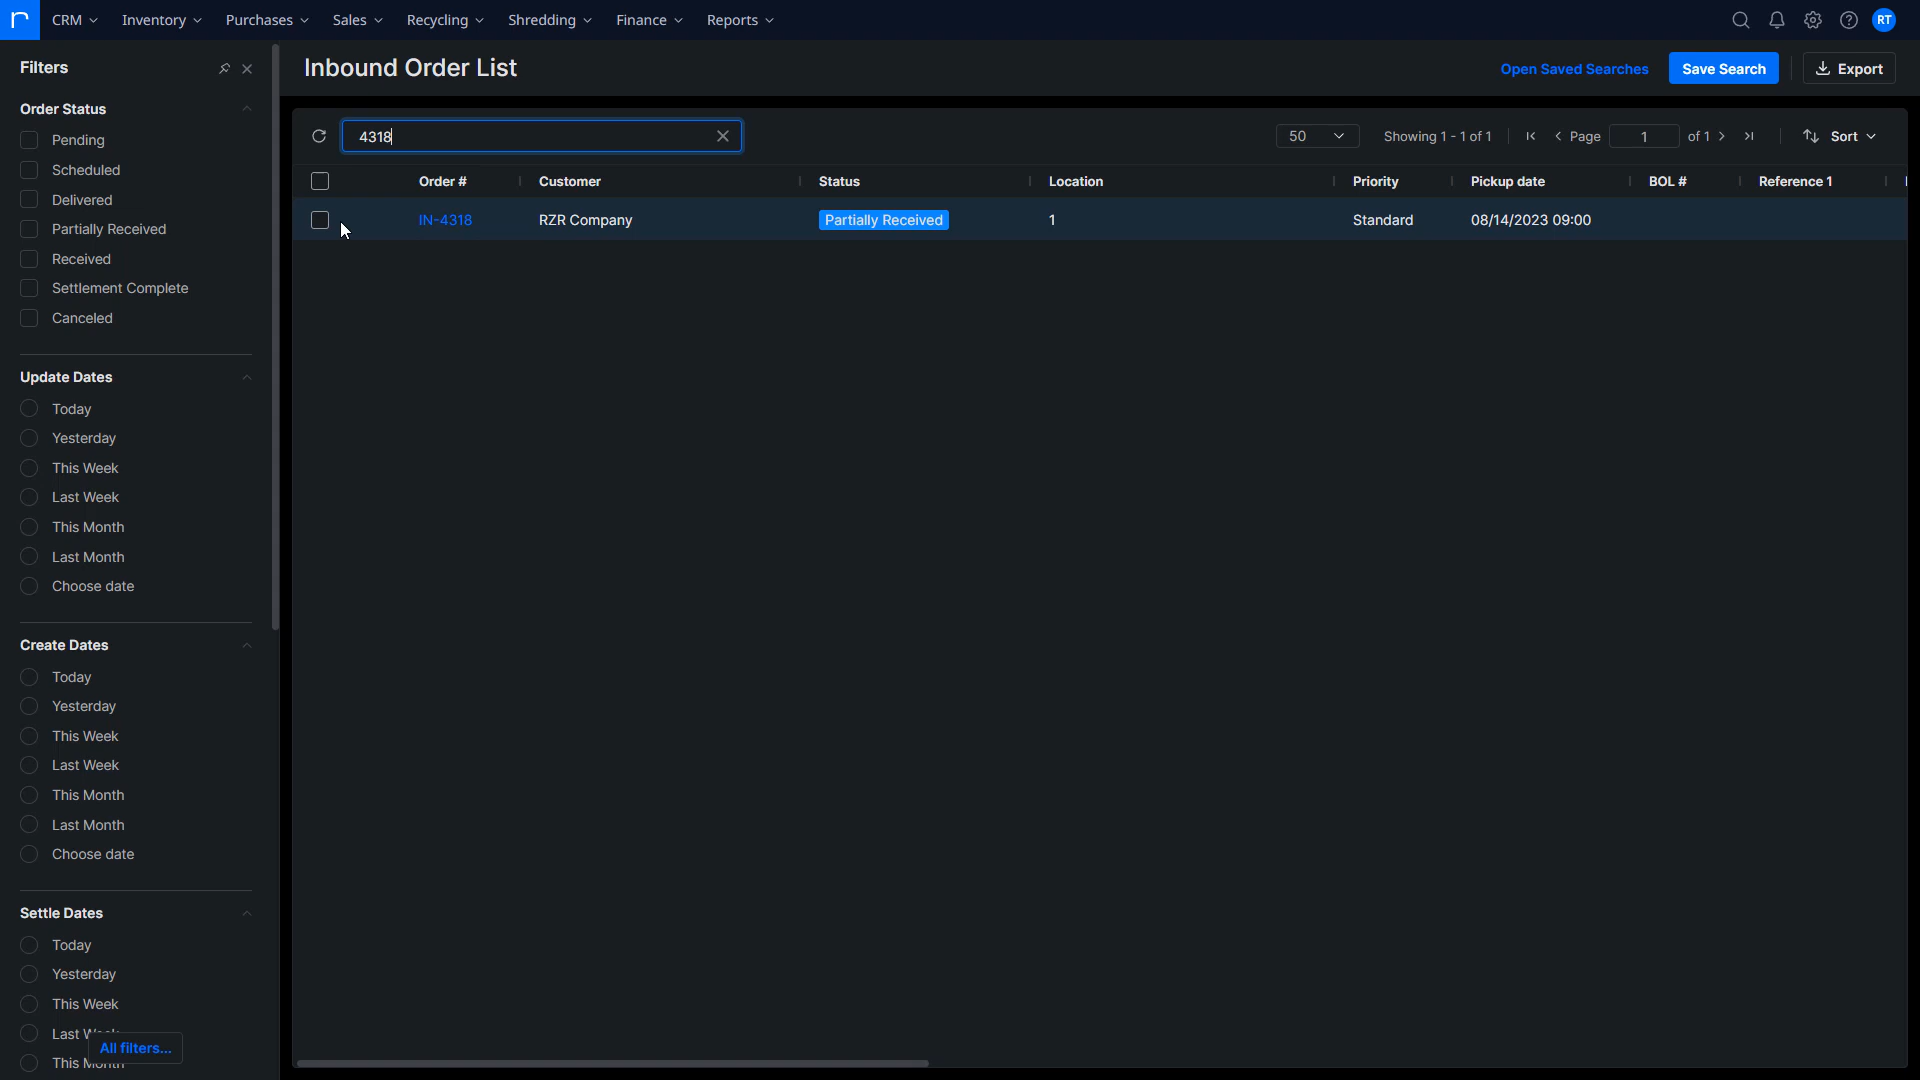 r CRM Inventory Purchases Sales Recycling Shredding Finance Reports RT
Filters
Order Status
Pending
Scheduled
Delivered
Partially Received
Received
Settlement Complete
Canceled
Update Dates
Today
Yesterday
This Week
Last Week
This Month
Last Month
Choose date
Create Dates
Today
Yesterday
This Week
Last Week
This Month
Last Month
Choose date
Settle Dates
Today
Yesterday
This Week
Last
All filters...
This
Inbound Order List
Open Saved Searches Save Search Export
4318 50 Showing 1 - 1 of 1 Page 1 of 1 Sort
Order # Customer Status Location Priority Pickup date BOL # Reference 1
IN-4318 RZR Company Partially Received 1 Standard 08/14/2023 09:00